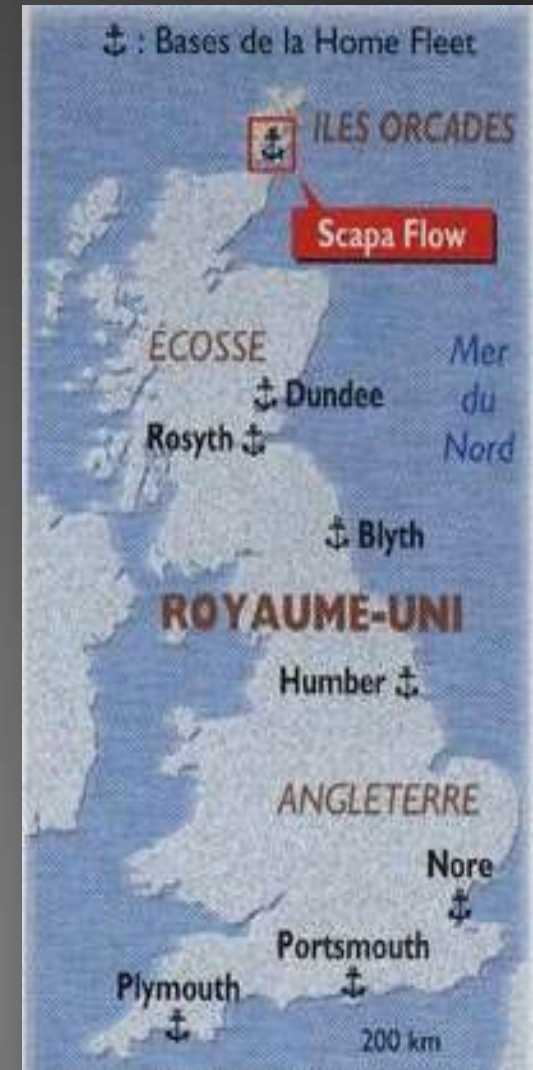 ⚓ : Bases de la Home Fleet
ILES ORCADES
Scapa Flow
ÉCOSSE
Mer
du
Nord
Dundee
Rosyth
Blyth
ROYAUME-UNI
Humber
ANGLETERRE
Nore
Portsmouth
Plymouth
200 km